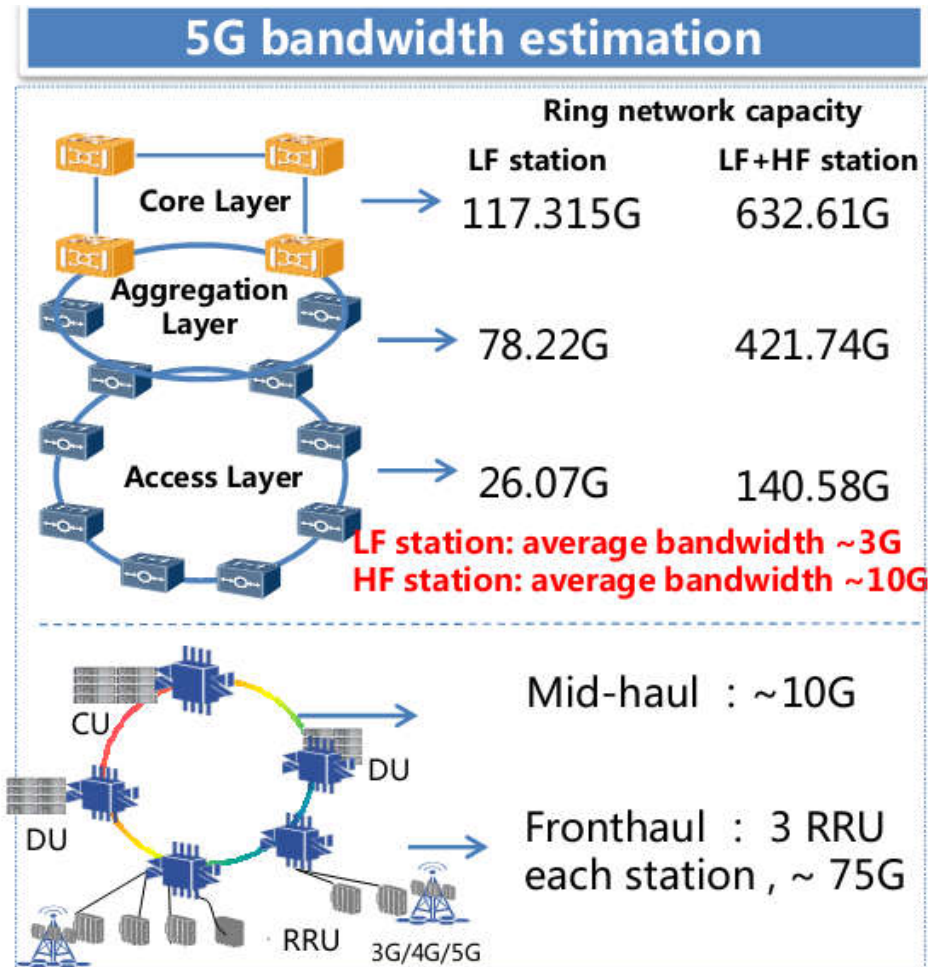 5G bandwidth estimation
Ring network capacity
LF station
LF+HF station
Core Layer
117.315G
632.61G
Aggregation
Layer
78.22G
421.74G
Access Layer
26.07G
140.58G
LF station: average bandwidth ~3G
HF station: average bandwidth ~10G
CU
Mid-haul : ~10G
DU
DU
Fronthaul : 3 RRU
each station , ~ 75G
RRU
3G/4G/5G